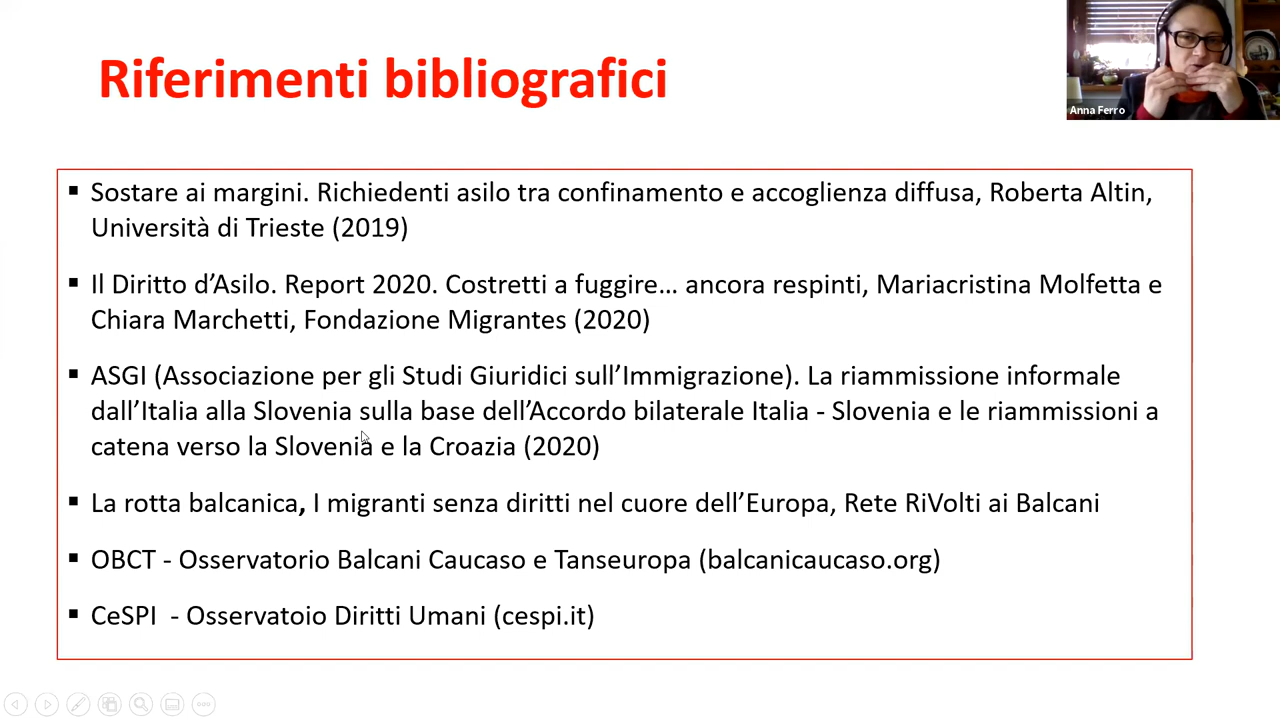 Riferimenti bibliografici
Anna Ferro
▪ Sostare ai margini. Richiedenti asilo tra confinamento e accoglienza diffusa, Roberta Altin,
Università di Trieste (2019)
▪ Il Diritto d’Asilo. Report 2020. Costretti a fuggire… ancora respinti, Mariacristina Molfetta e
Chiara Marchetti, Fondazione Migrantes (2020)
▪ ASGI (Associazione per gli Studi Giuridici sull’Immigrazione). La riammissione informale
dall’Italia alla Slovenia sulla base dell’Accordo bilaterale Italia - Slovenia e le riammissioni a
catena verso la Slovenia e la Croazia (2020)
▪ La rotta balcanica, I migranti senza diritti nel cuore dell’Europa, Rete RiVolti ai Balcani
▪ OBCT - Osservatorio Balcani Caucaso e Tanseuropa (balcanicaucaso.org)
▪ CeSPI - Osservatoio Diritti Umani (cespi.it)